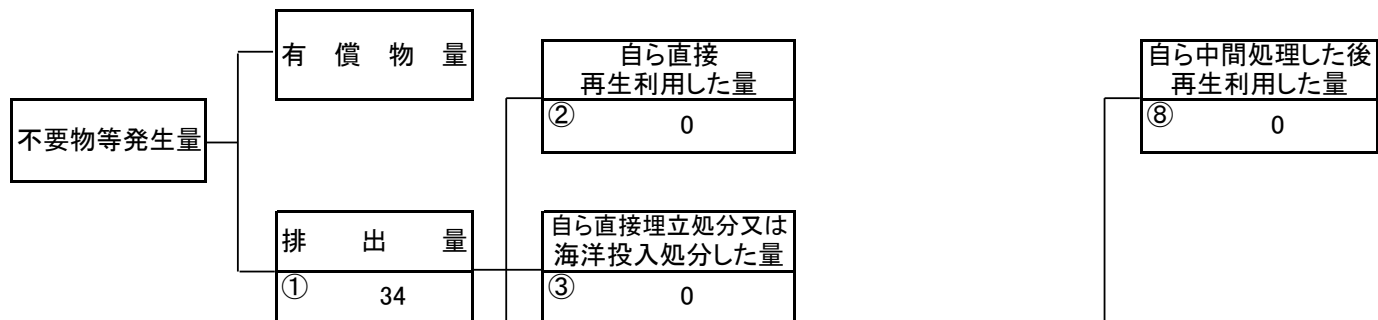 有償物量
自ら直接
再生利用した量
② 0
自ら中間処理した後
再生利用した量
⑧ 0
不要物等発生量
排出量
① 34
自ら直接埋立処分又は
海洋投入処分した量
③ 0